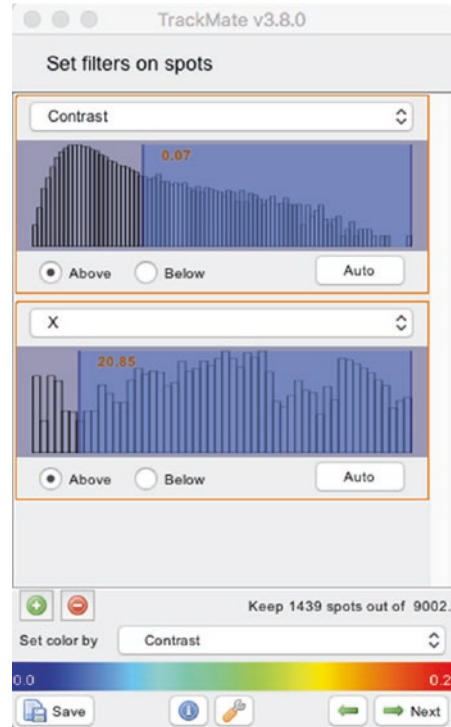 TrackMate v3.8.0
Set filters on spots
Contrast
0.07
Above Below Auto
X
20.85
Above Below Auto
Keep 1439 spots out of 9002.
Set color by Contrast
0.0 0.2
Save Next